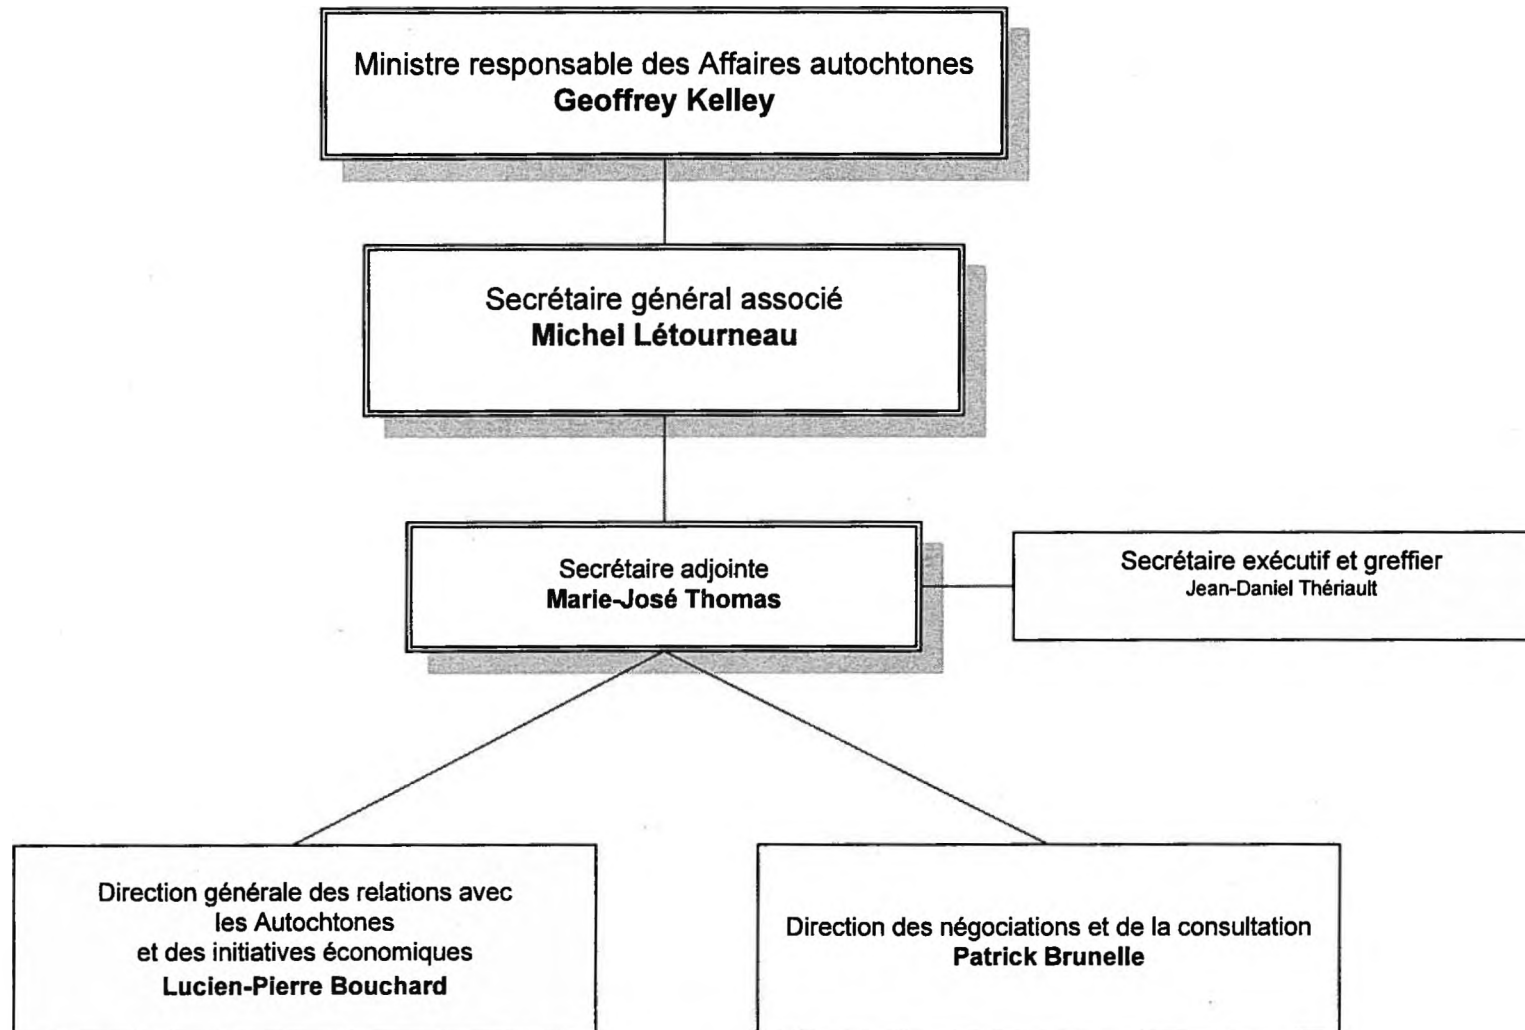 Ministre responsable des Affaires autochtones
Geoffrey Kelley
Secrétaire général associé
Michel Létourneau
Secrétaire adjointe
Marie-José Thomas
Secrétaire exécutif et greffier
Jean-Daniel Thériault
Direction générale des relations avec
les Autochtones
et des initiatives économiques
Lucien-Pierre Bouchard
Direction des négociations et de la consultation
Patrick Brunelle